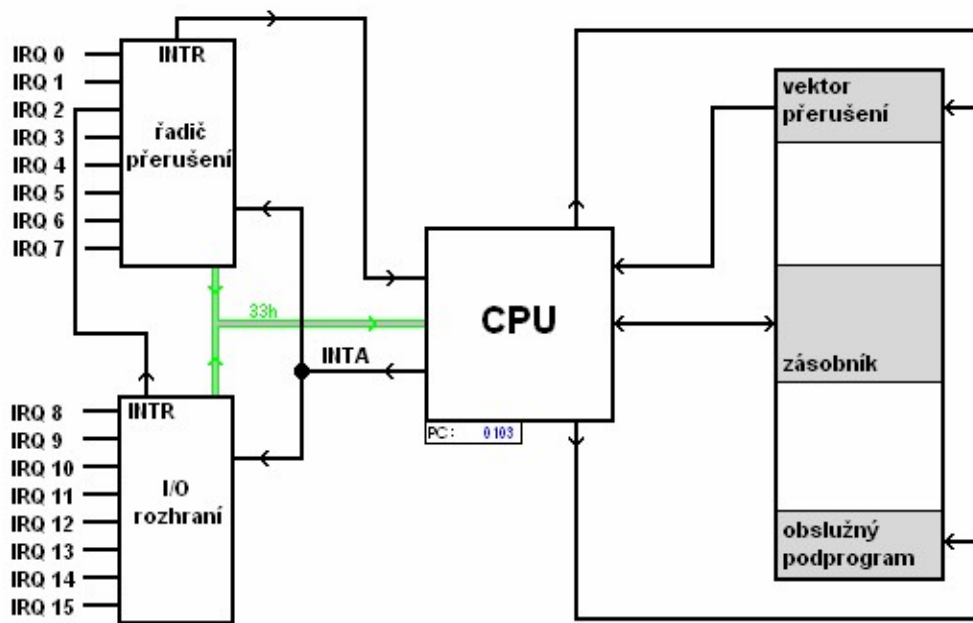 IRQ 0
IRQ 1
IRQ 2
IRQ 3
IRQ 4
IRQ 5
IRQ 6
IRQ 7
INTR
řadič
přerušení
33h
INTA
IRQ 8
IRQ 9
IRQ 10
IRQ 11
IRQ 12
IRQ 13
IRQ 14
IRQ 15
INTR
I/O
rozhraní
CPU
PC: 0103
vektor
přerušení
zásobník
obslužný
podprogram